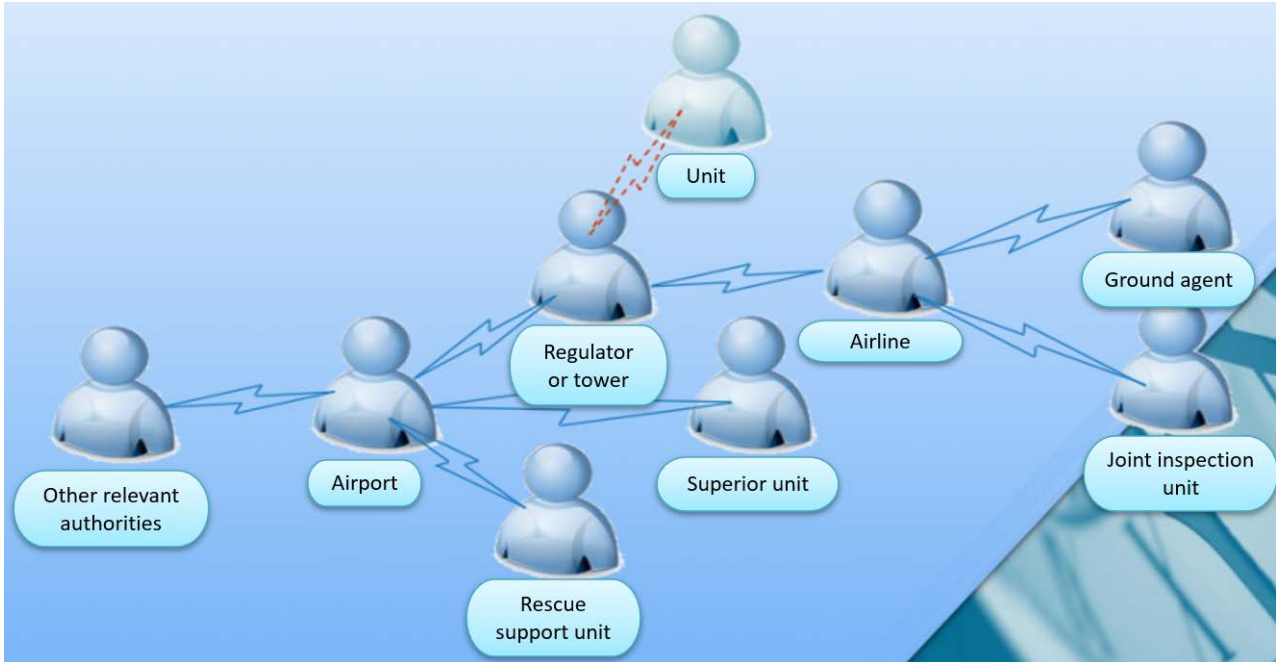 Unit
Ground agent
Airline
Regulator
or tower
Airport
Superior unit
Joint inspection
unit
Other relevant
authorities
Rescue
support unit